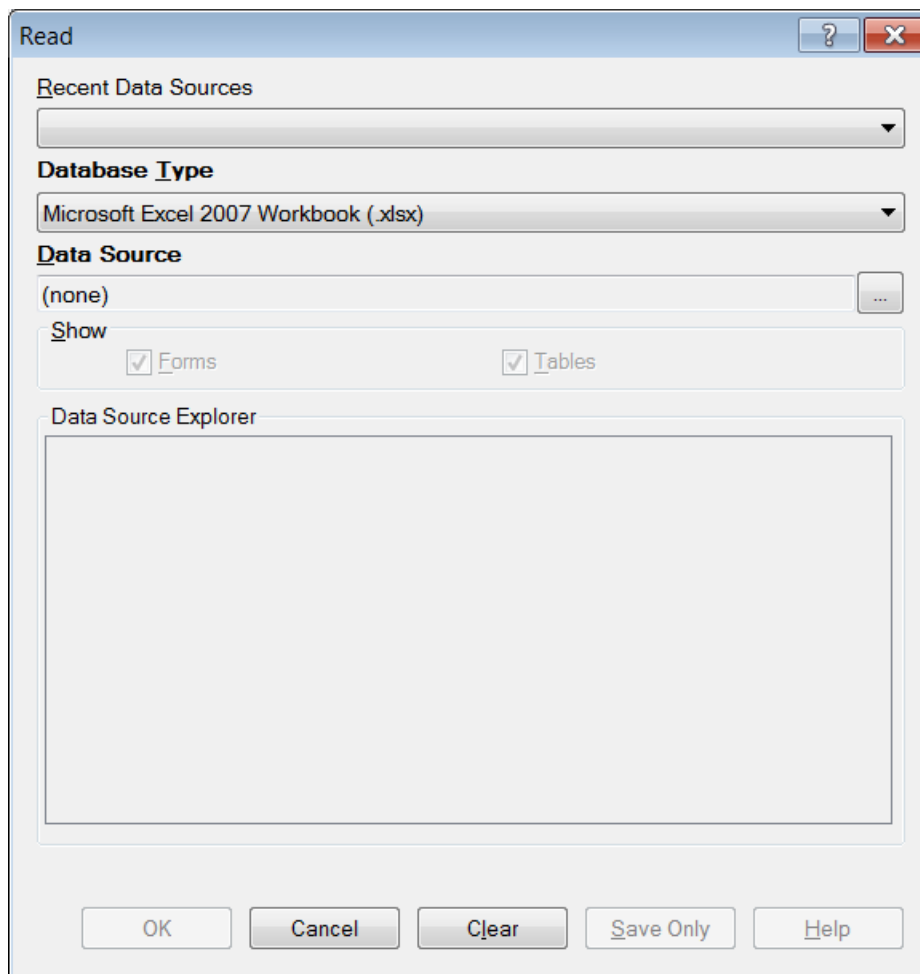 Read
?
Recent Data Sources
Database Type
Microsoft Excel 2007 Workbook (.xlsx)
Data Source
(none)
...
Show
Forms Tables
Data Source Explorer
OK Cancel Clear Save Only Help